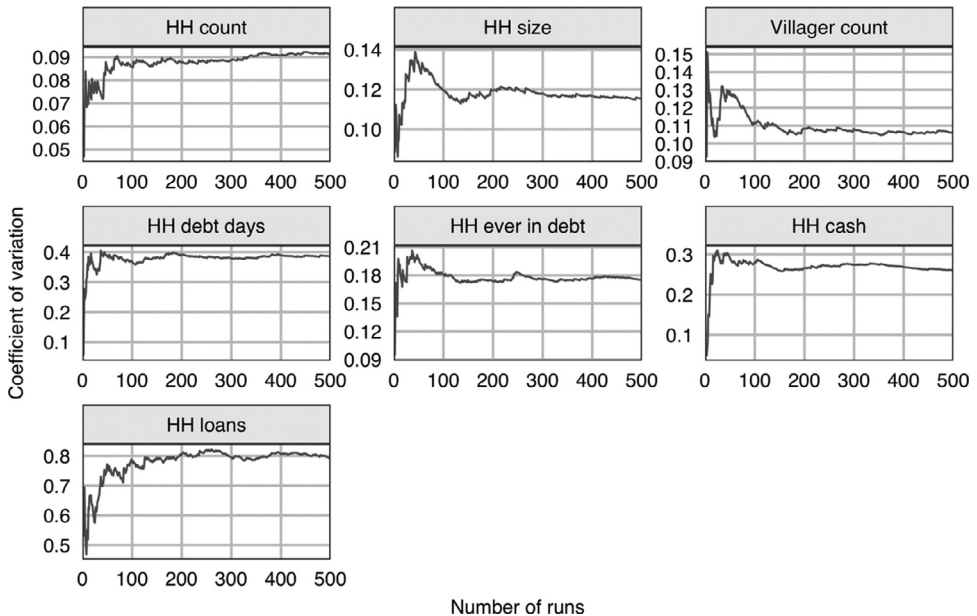 HH count
HH size
Villager count
0.09
0.08
0.07
0.06
0.05
0 100 200 300 400 500
0.14
0.12
0.10
0 100 200 300 400 500
0.15
0.13
0.11
0.10
0.09
0 100 200 300 400 500
Coefficient of variation
HH debt days
HH ever in debt
HH cash
0.4
0.3
0.2
0.1
0 100 200 300 400 500
0.21
0.18
0.15
0.12
0.09
0 100 200 300 400 500
0.3
0.2
0.1
0 100 200 300 400 500
HH loans
0.8
0.7
0.6
0.5
0 100 200 300 400 500
Number of runs